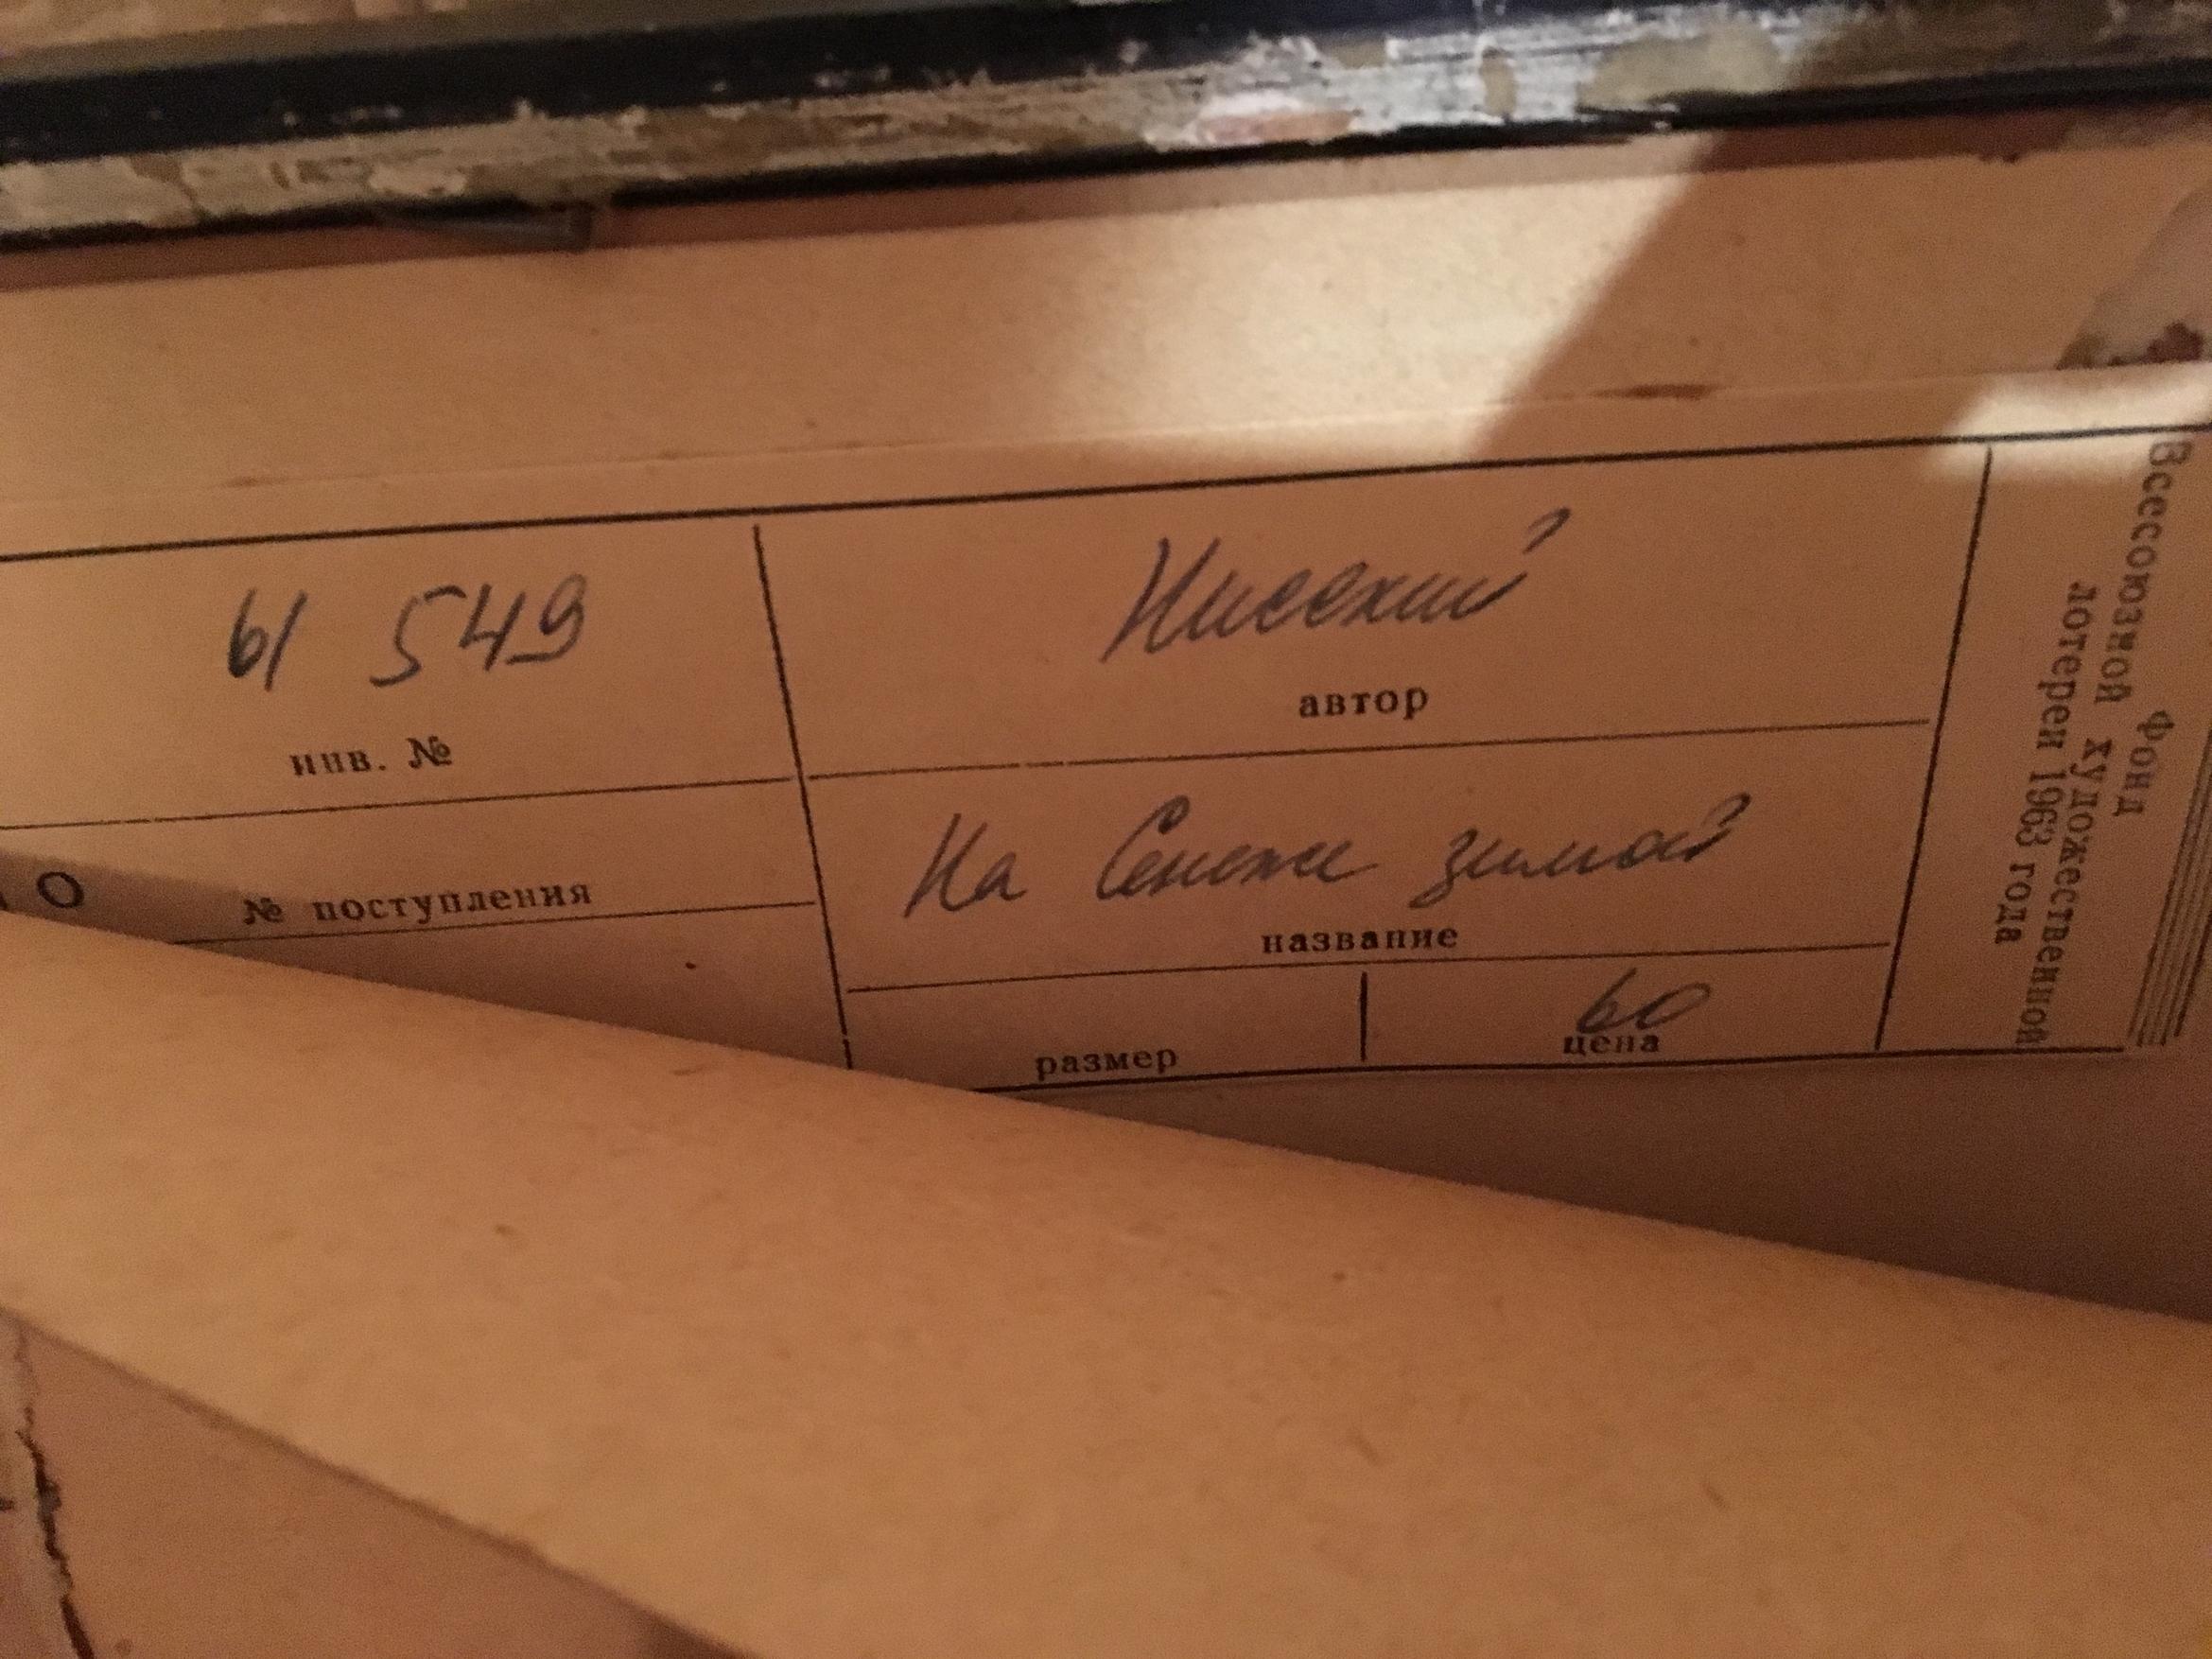 Фонд
Всесоюзной художественной
лотереи 1963 года
Нисский
автор
На Сенеже зимой
название
размер
60
цена
Ы 549
инв. №
№ поступления
О